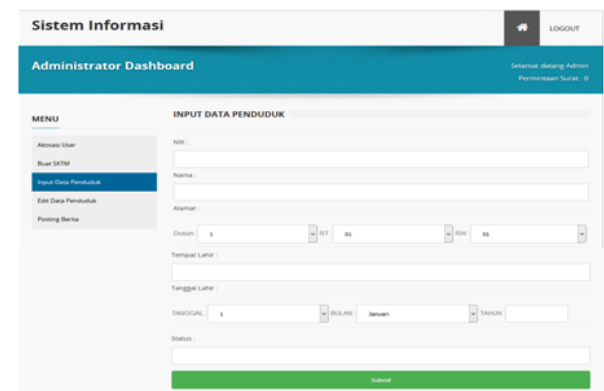 Sistem Informasi
LOGOUT
Administrator Dashboard
Selamat datang Admin
Permintaan Surat : 0
MENU
Aktivasi User
Buat SKTM
Input Data Penduduk
Edit Data Penduduk
Posting Berita
INPUT DATA PENDUDUK
NIK :
Nama :
Alamat :
Dusun : 1 RT 01 RW 01
Tempat Lahir :
Tanggal Lahir :
TANGGAL : 1 BULAN Januari TAHUN :
Status :
Submit